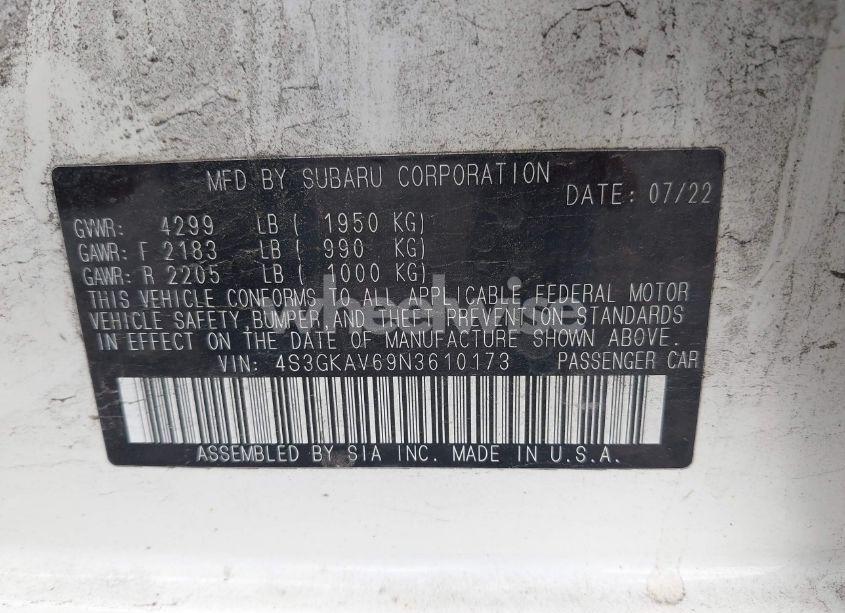 MFD BY SUBARU CORPORATION
DATE: 07/22
GVWR: 4299 LB ( 1950 KG)
GAWR: F 2183 LB ( 990 KG)
GAWR: R 2205 LB ( 1000 KG)
THIS VEHICLE CONFORMS TO ALL APPLICABLE FEDERAL MOTOR
VEHICLE SAFETY,BUMPER,AND THEFT PREVENTION STANDARDS
IN EFFECT ON THE DATE OF MANUFACTURE SHOWN ABOVE.
VIN: 4S3GKAV69N3610173 PASSENGER CAR
ASSEMBLED BY SIA INC. MADE IN U.S.A.
wheelwise